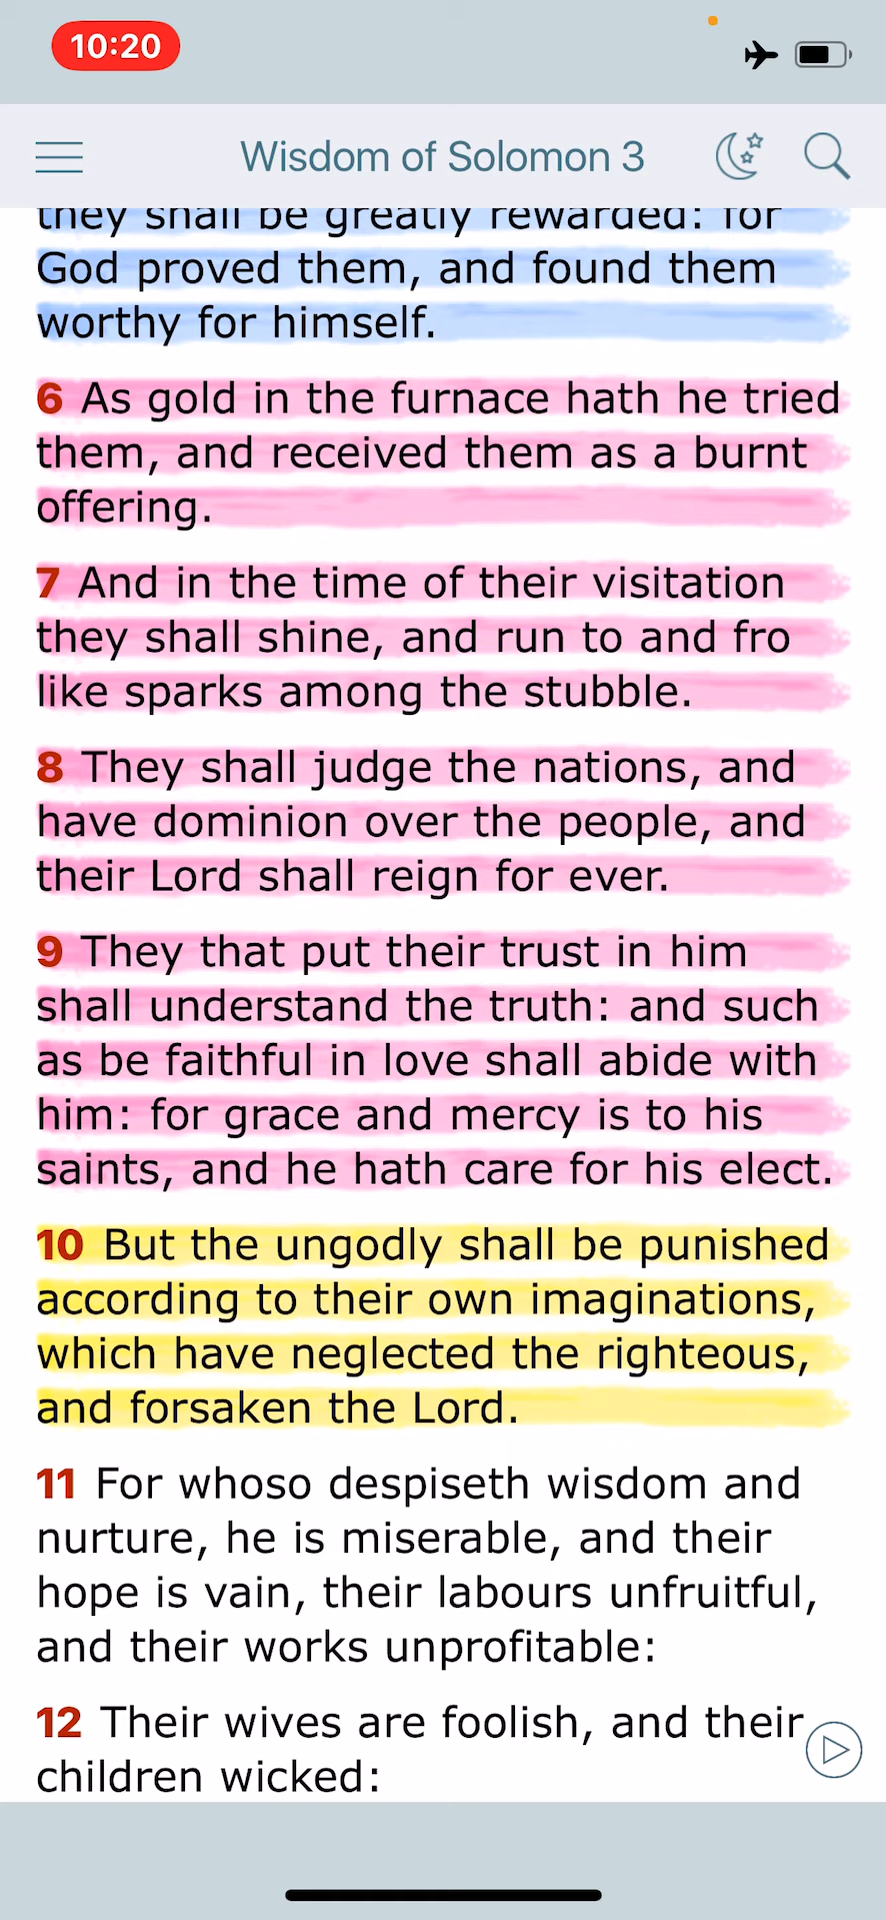 10:20
Wisdom of Solomon 3
they shall be greatly rewarded: for
God proved them, and found them
worthy for himself.
6 As gold in the furnace hath he tried
them, and received them as a burnt
offering.
7 And in the time of their visitation
they shall shine, and run to and fro
like sparks among the stubble.
8 They shall judge the nations, and
have dominion over the people, and
their Lord shall reign for ever.
9 They that put their trust in him
shall understand the truth: and such
as be faithful in love shall abide with
him: for grace and mercy is to his
saints, and he hath care for his elect.
10 But the ungodly shall be punished
according to their own imaginations,
which have neglected the righteous,
and forsaken the Lord.
11 For whoso despiseth wisdom and
nurture, he is miserable, and their
hope is vain, their labours unfruitful,
and their works unprofitable:
12 Their wives are foolish, and their
children wicked: